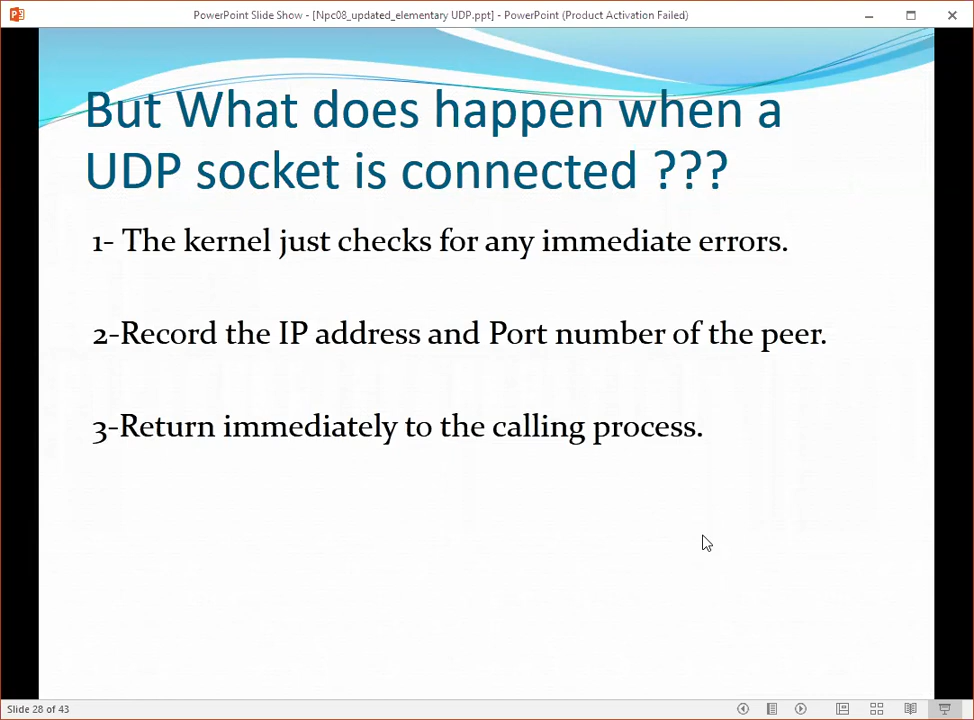 PowerPoint Slide Show - [Npc08_updated_elementary UDP.ppt] - PowerPoint (Product Activation Failed)
But What does happen when a
UDP socket is connected ???
1- The kernel just checks for any immediate errors.
2-Record the IP address and Port number of the peer.
3-Return immediately to the calling process.
Slide 28 of 43